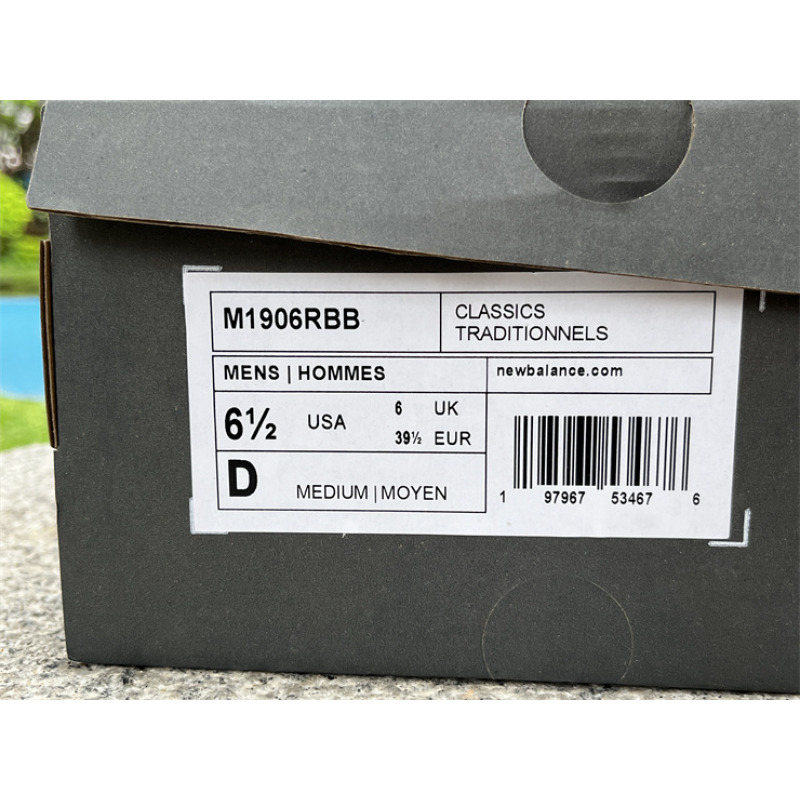 M1906RBB
CLASSICS
TRADITIONNELS
MENS | HOMMES
newbalance.com
6½ USA
6 UK
39½ EUR
D MEDIUM | MOYEN
1 97967 53467 6